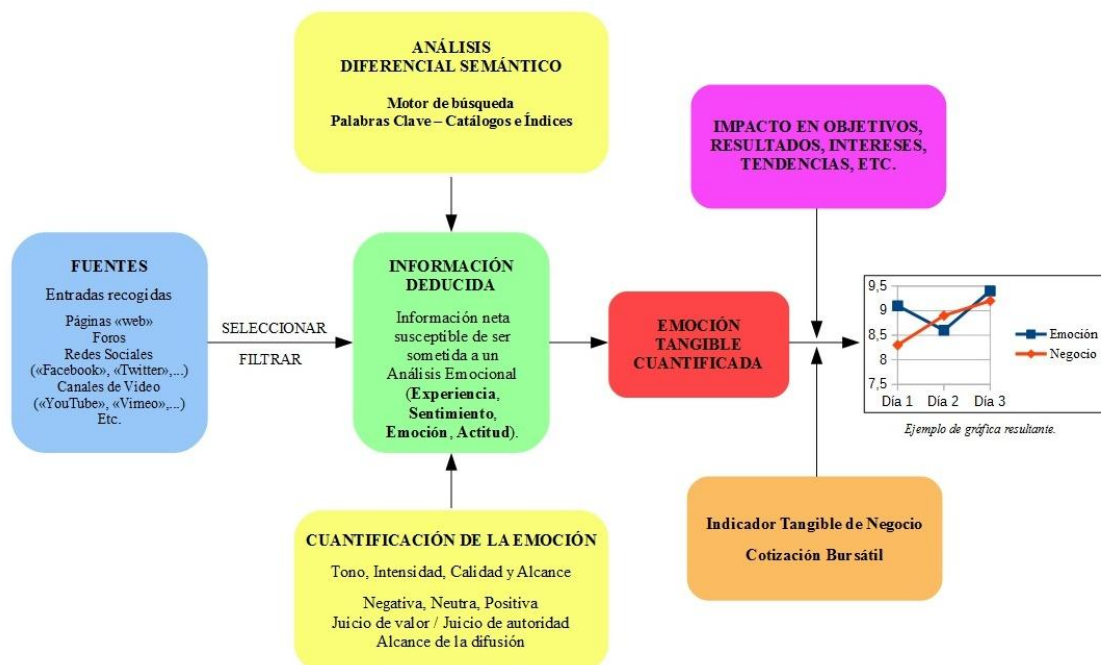 ANÁLISIS
DIFERENCIAL SEMÁNTICO
Motor de búsqueda
Palabras Clave – Catálogos e Índices
IMPACTO EN OBJETIVOS,
RESULTADOS, INTERESES,
TENDENCIAS, ETC.
FUENTES
Entradas recogidas
Páginas «web»
Foros
Redes Sociales
(«Facebook», «Twitter»,...)
Canales de Video
(«YouTube», «Vimeo»,...)
Etc.
SELECCIONAR
FILTRAR
INFORMACIÓN
DEDUCIDA
Información neta
susceptible de ser
sometida a un
Análisis Emocional
(Experiencia,
Sentimiento,
Emoción, Actitud).
EMOCIÓN
TANGIBLE
CUANTIFICADA
9,5
9
8,5
8
7,5
Día 1 Día 2 Día 3
Emoción
Negocio
Ejemplo de gráfica resultante.
CUANTIFICACIÓN DE LA EMOCIÓN
Tono, Intensidad, Calidad y Alcance
Negativa, Neutra, Positiva
Juicio de valor / Juicio de autoridad
Alcance de la difusión
Indicador Tangible de Negocio
Cotización Bursátil